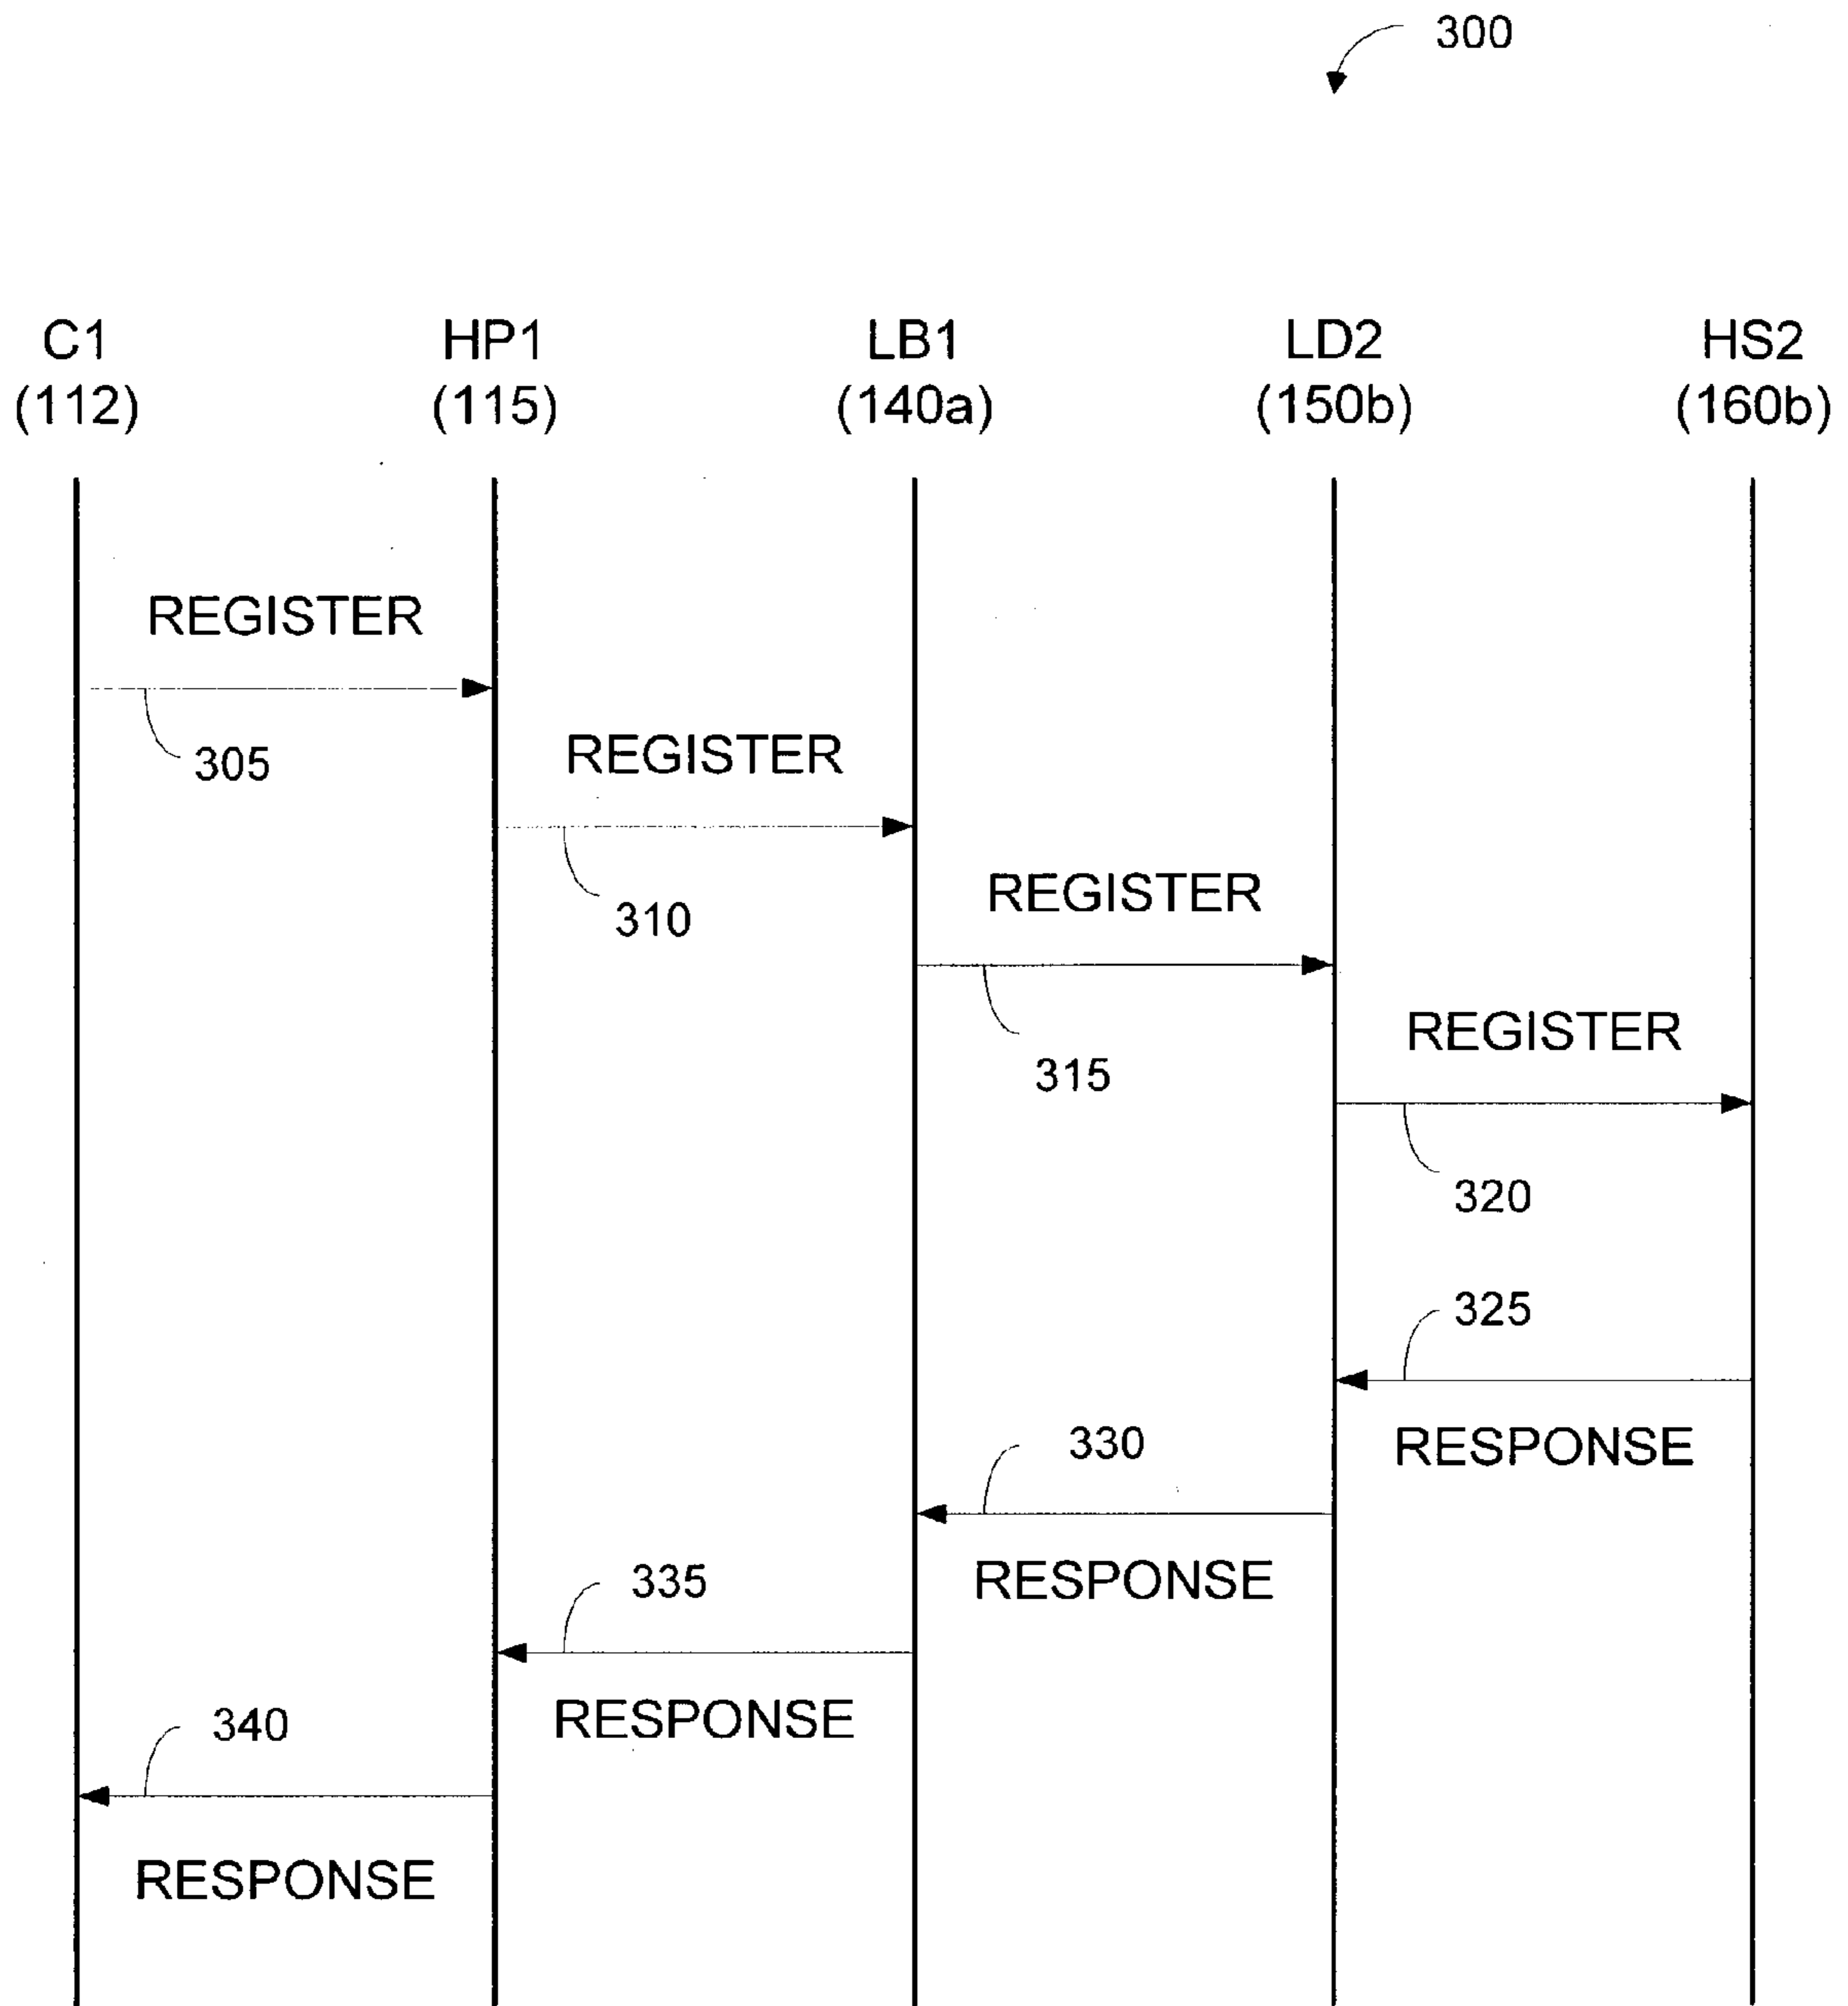 300
C1 HP1 LB1 LD2 HS2
(112) (115) (140a) (150b) (160b)
REGISTER
305
REGISTER
310
REGISTER
315
REGISTER
320
325
RESPONSE
330
RESPONSE
335
RESPONSE
340
RESPONSE